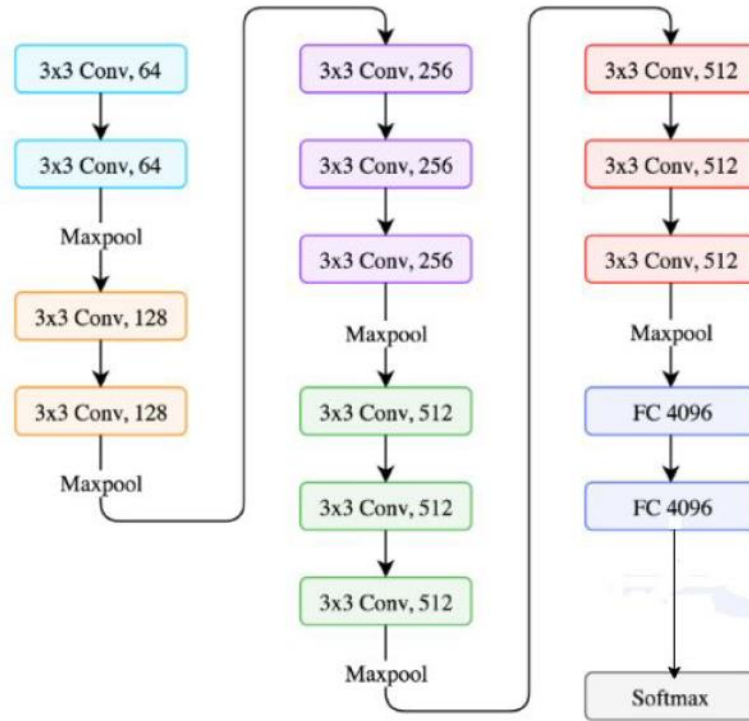 3x3 Conv, 64
3x3 Conv, 64
Maxpool
3x3 Conv, 128
3x3 Conv, 128
Maxpool
3x3 Conv, 256
3x3 Conv, 256
3x3 Conv, 256
Maxpool
3x3 Conv, 512
3x3 Conv, 512
3x3 Conv, 512
Maxpool
3x3 Conv, 512
3x3 Conv, 512
3x3 Conv, 512
Maxpool
FC 4096
FC 4096
Softmax